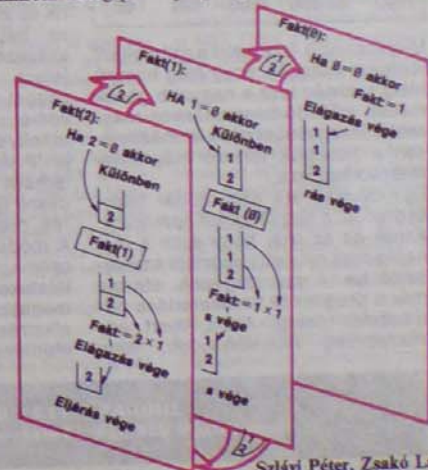 Fakt(2):
Ha 2=0 akkor
Különben
2
Fakt(1)
1
2
Fakt:=2×1
Elágazás vége
2
Eljárás vége
Fakt(1):
HA 1=0 akkor
Különben
1
2
Fakt (0)
1
1
2
Fakt:=1×1
s vége
1
2
s vége
Fakt(0):
Ha 0=0 akkor
Fakt:=1
Elágazás vége
1
1
2
rás vége
Szlávi Péter, Zsakó L